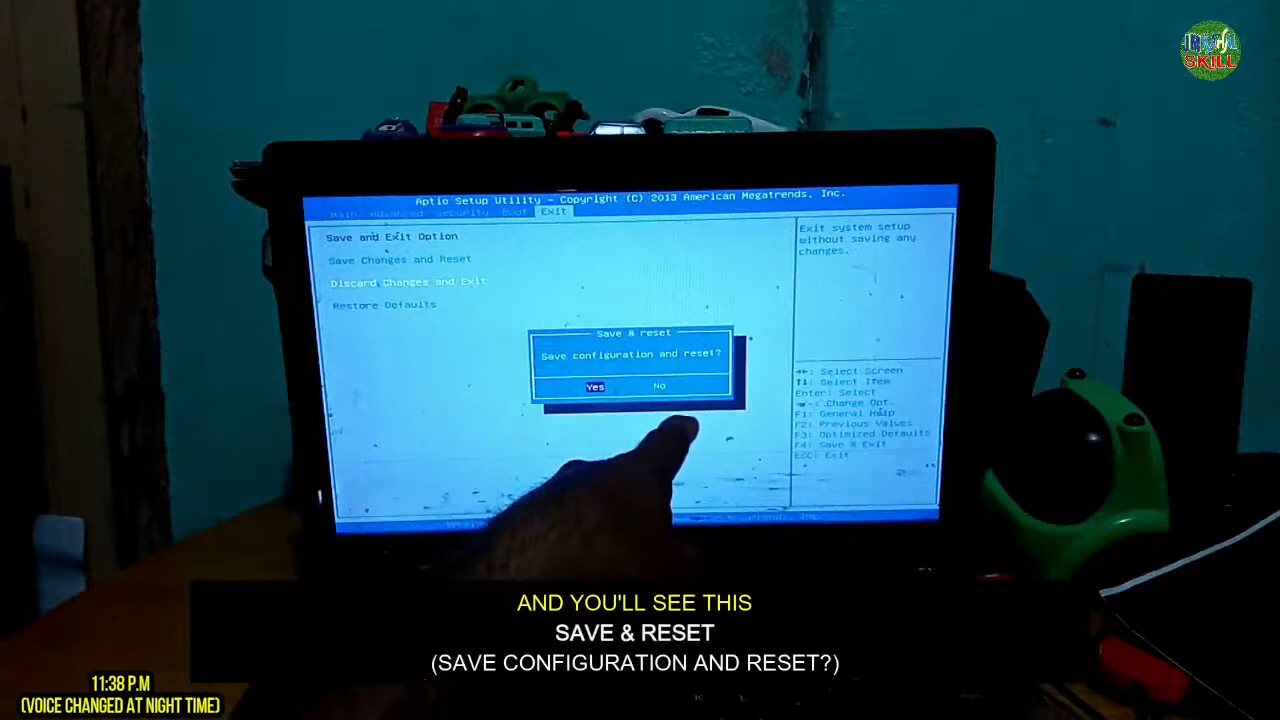 SKILL
Aptio Setup Utility - Copyright (C) 2013 American Megatrends, Inc.
Main Advanced Security Boot Exit
Save and Exit Option
Save Changes and Reset
Discard Changes and Exit
Restore Defaults
Exit system setup
without saving any
changes.
Save & reset
Save configuration and reset?
Yes No
: Select Screen
: Select Item
Enter: Select
: Change Opt.
F1: General Help
F2: Previous Values
F3: Optimized Defaults
F4: Save & Exit
ESC: Exit
AND YOU'LL SEE THIS
SAVE & RESET
(SAVE CONFIGURATION AND RESET?)
11:38 P.M
(VOICE CHANGED AT NIGHT TIME)